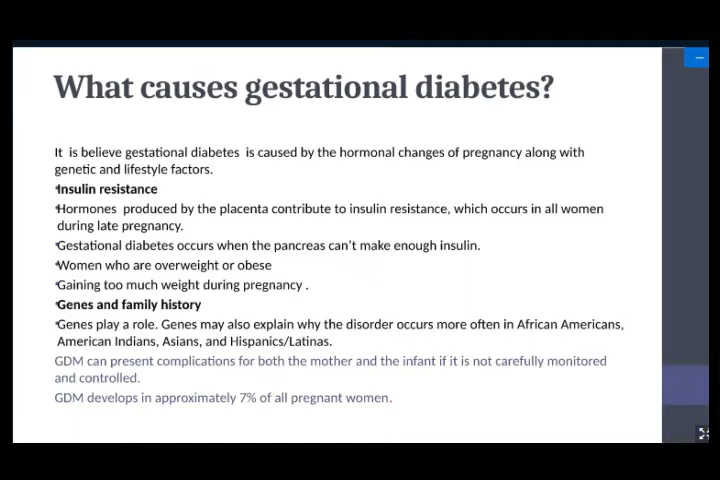 What causes gestational diabetes?
It is believe gestational diabetes is caused by the hormonal changes of pregnancy along with
genetic and lifestyle factors.
•Insulin resistance
•Hormones produced by the placenta contribute to insulin resistance, which occurs in all women
during late pregnancy.
•Gestational diabetes occurs when the pancreas can't make enough insulin.
•Women who are overweight or obese
•Gaining too much weight during pregnancy .
•Genes and family history
•Genes play a role. Genes may also explain why the disorder occurs more often in African Americans,
American Indians, Asians, and Hispanics/Latinas.
GDM can present complications for both the mother and the infant if it is not carefully monitored
and controlled.
GDM develops in approximately 7% of all pregnant women.